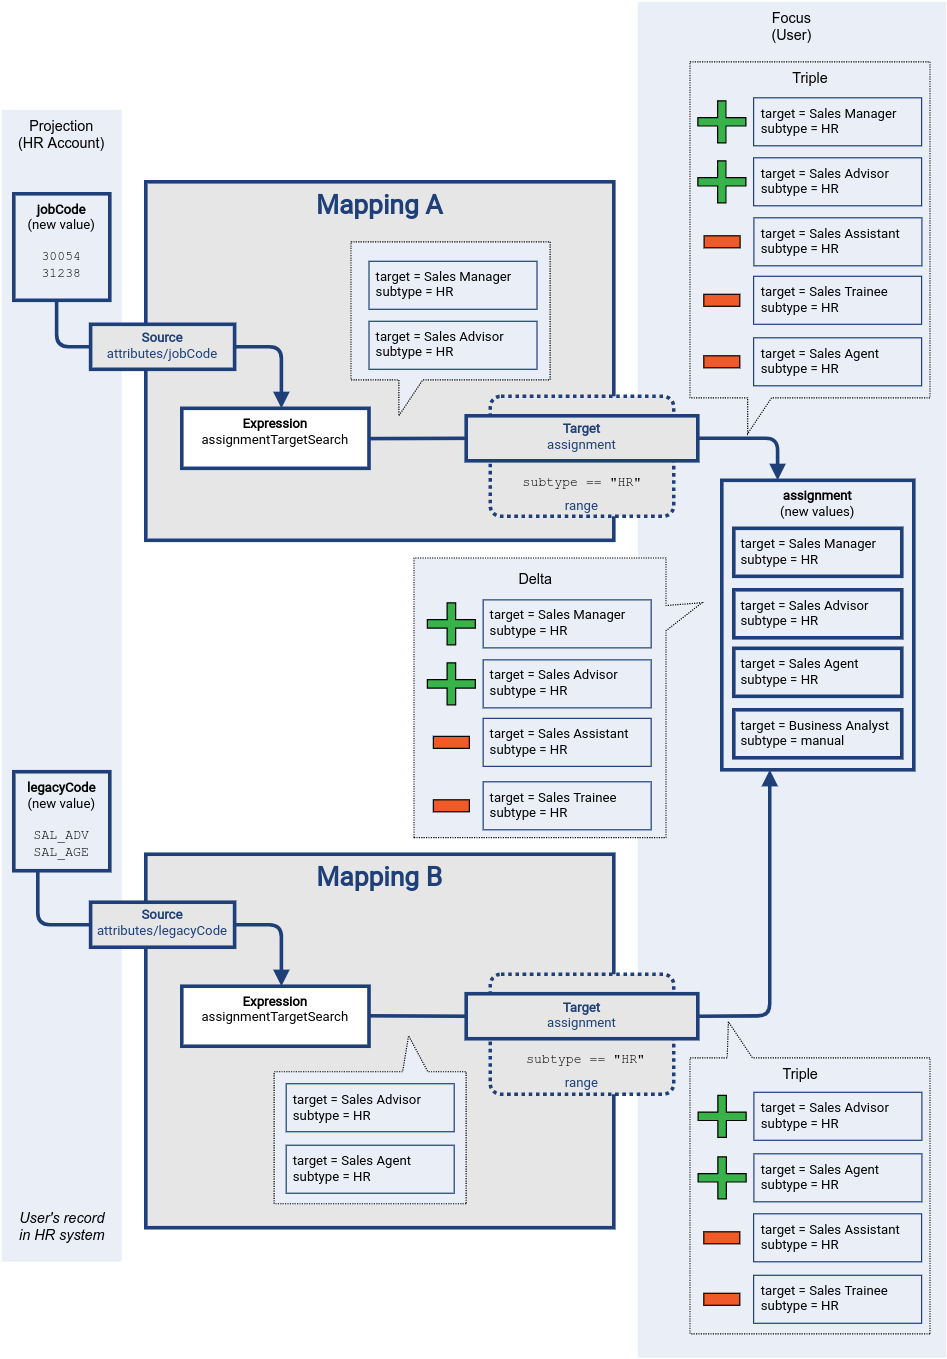 Focus
(User)
Triple
target = Sales Manager
subtype = HR
target = Sales Advisor
subtype = HR
target = Sales Assistant
subtype = HR
target = Sales Trainee
subtype = HR
target = Sales Agent
subtype = HR
Projection
(HR Account)
jobCode
(new value)
30054
31238
Mapping A
target = Sales Manager
subtype = HR
target = Sales Advisor
subtype = HR
Source
attributes/jobCode
Expression
assignmentTargetSearch
Target
assignment
subtype == "HR"
range
assignment
(new values)
target = Sales Manager
subtype = HR
target = Sales Advisor
subtype = HR
target = Sales Agent
subtype = HR
target = Business Analyst
subtype = manual
Delta
target = Sales Manager
subtype = HR
target = Sales Advisor
subtype = HR
target = Sales Assistant
subtype = HR
target = Sales Trainee
subtype = HR
legacyCode
(new value)
SAL_ADV
SAL_AGE
Mapping B
Source
attributes/legacyCode
Expression
assignmentTargetSearch
Target
assignment
subtype == "HR"
range
target = Sales Advisor
subtype = HR
target = Sales Agent
subtype = HR
Triple
target = Sales Advisor
subtype = HR
target = Sales Agent
subtype = HR
target = Sales Assistant
subtype = HR
target = Sales Trainee
subtype = HR
User's record
in HR system